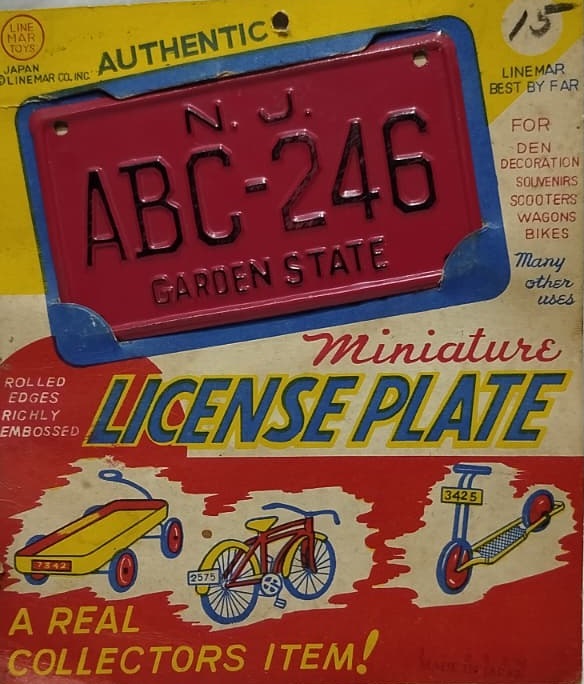 LINE
MAR
TOYS
JAPAN
© LINEMAR CO. INC
AUTHENTIC
15
LINEMAR
BEST BY FAR
FOR
DEN
DECORATION
SOUVENIRS
SCOOTERS
WAGONS
BIKES
Many
other
uses
N. J.
ABC-246
GARDEN STATE
Miniature
LICENSE PLATE
ROLLED
EDGES
RICHLY
EMBOSSED
7342
2575
3425
A REAL
COLLECTORS ITEM!